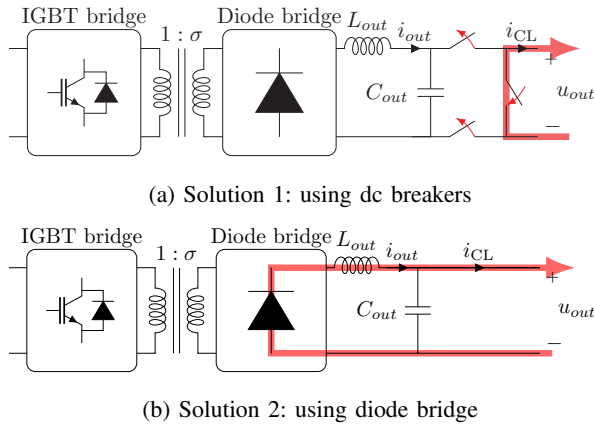 IGBT bridge
1 : σ
Diode bridge
L_out
i_out
i_CL
+
C_out
u_out
−
(a) Solution 1: using dc breakers
IGBT bridge
1 : σ
Diode bridge
L_out
i_out
i_CL
+
C_out
u_out
−
(b) Solution 2: using diode bridge